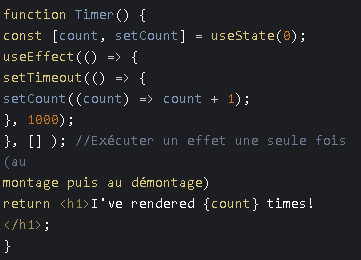 function Timer() {
const [count, setCount] = useState(0);
useEffect(() => {
setTimeout(() => {
setCount((count) => count + 1);
}, 1000);
}, [] ); //Exécuter un effet une seule fois
(au
montage puis au démontage)
return <h1>I've rendered {count} times!
</h1>;
}